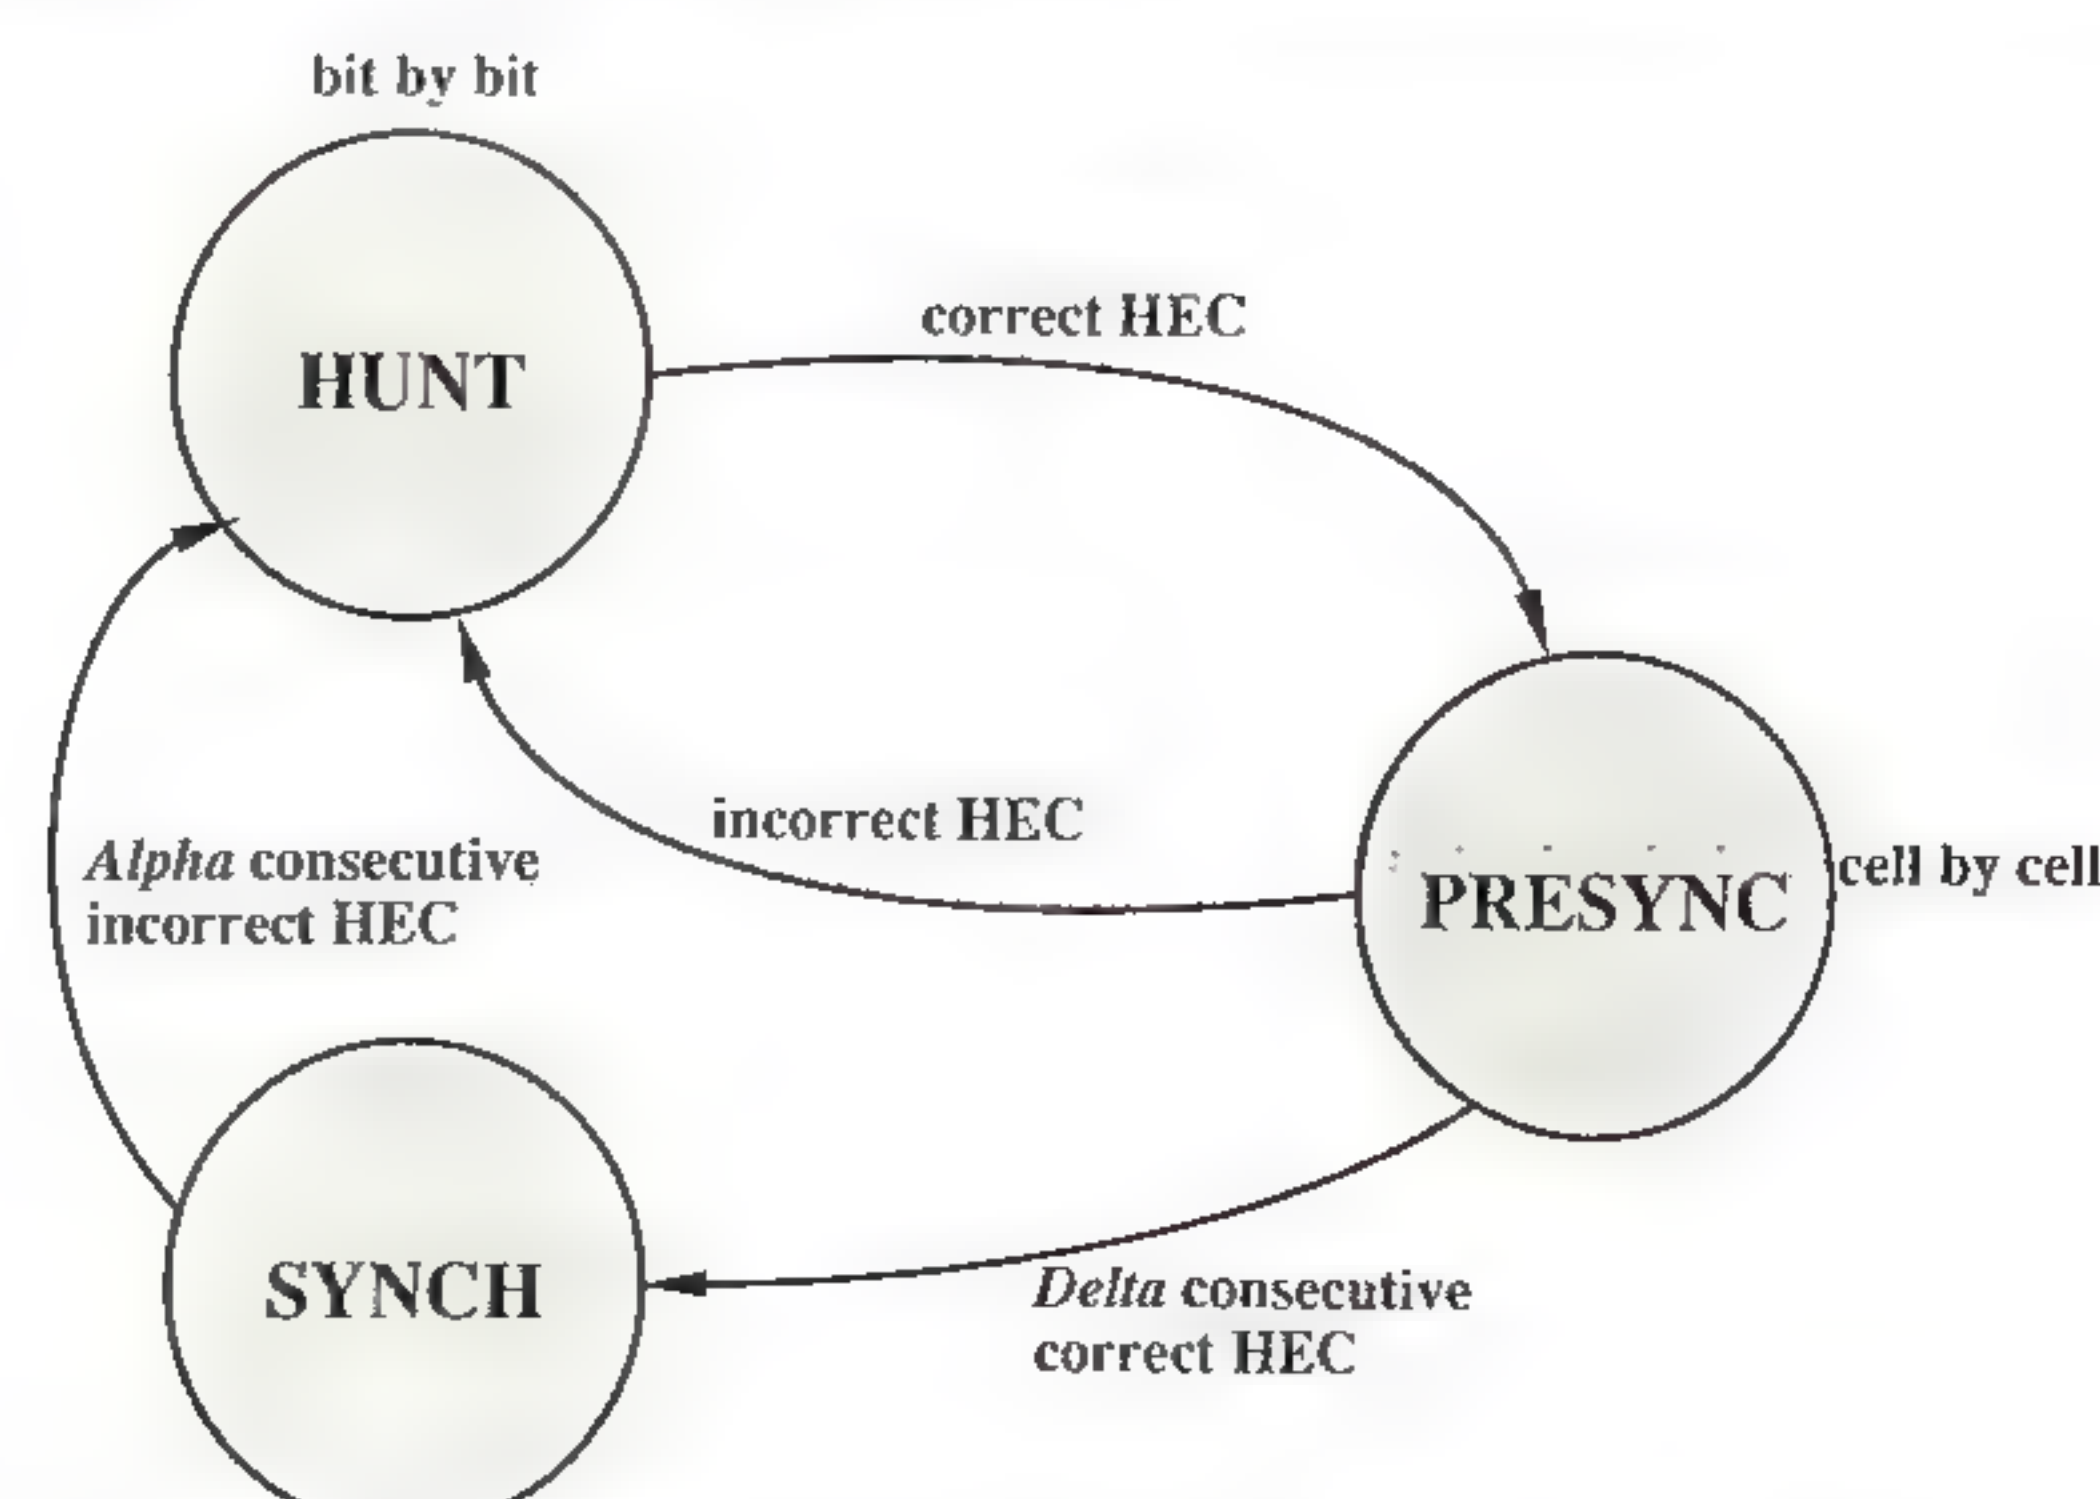 bit by bit
HUNT
correct HEC
incorrect HEC
PRESYNC
cell by cell
Alpha consecutive
incorrect HEC
SYNCH
Delta consecutive
correct HEC